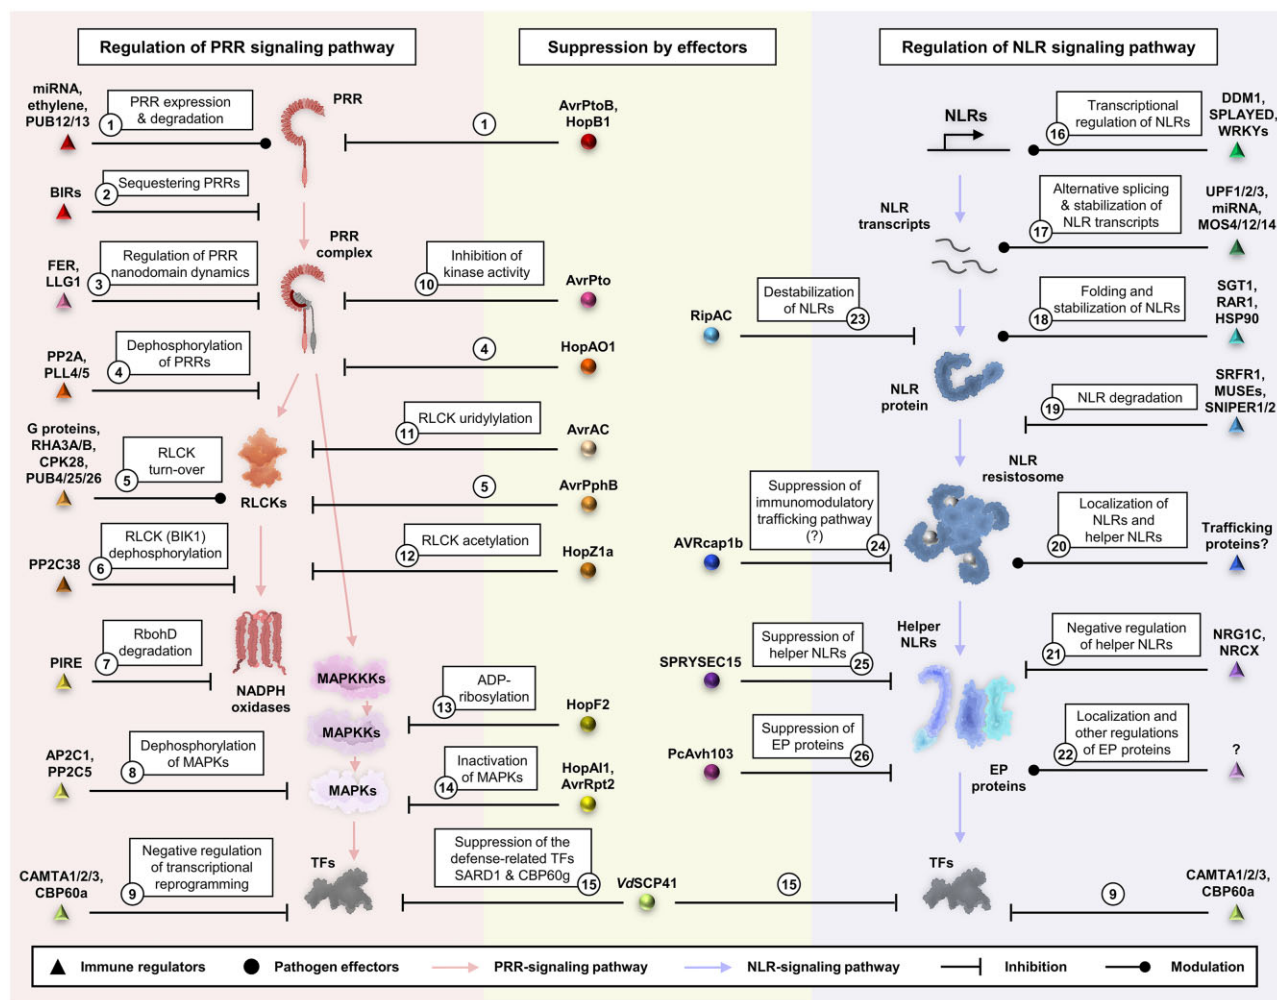 Regulation of PRR signaling pathway
Suppression by effectors
Regulation of NLR signaling pathway
miRNA,
ethylene,
PUB12/13
PRR expression
& degradation
1
PRR
1
AvrPtoB,
HopB1
BIRs
Sequestering PRRs
2
PRR
complex
FER,
LLG1
Regulation of PRR
nanodomain dynamics
3
Inhibition of
kinase activity
10
AvrPto
PP2A,
PLL4/5
Dephosphorylation
of PRRs
4
4
HopAO1
G proteins,
RHA3A/B,
CPK28,
PUB4/25/26
RLCK
turn-over
5
RLCKs
RLCK uridylylation
11
AvrAC
5
AvrPphB
PP2C38
RLCK (BIK1)
dephosphorylation
6
RLCK acetylation
12
HopZ1a
PIRE
RbohD
degradation
7
NADPH
oxidases
MAPKKKs
MAPKKs
MAPKs
ADP-
ribosylation
13
HopF2
AP2C1,
PP2C5
Dephosphorylation
of MAPKs
8
Inactivation
of MAPKs
14
HopAI1,
AvrRpt2
CAMTA1/2/3,
CBP60a
Negative regulation
of transcriptional
reprogramming
9
TFs
Suppression of the
defense-related TFs
SARD1 & CBP60g
15
VdSCP41
15
NLRs
Transcriptional
regulation of NLRs
16
DDM1,
SPLAYED,
WRKYs
NLR
transcripts
Alternative splicing
& stabilization of
NLR transcripts
17
UPF1/2/3,
miRNA,
MOS4/12/14
RipAC
Destabilization
of NLRs
23
Folding and
stabilization of NLRs
18
SGT1,
RAR1,
HSP90
NLR
protein
NLR degradation
19
SRFR1,
MUSEs,
SNIPER1/2
NLR
resistosome
AVRcap1b
Suppression of
immunomodulatory
trafficking pathway
(?)
24
Localization of
NLRs and
helper NLRs
20
Trafficking
proteins?
Helper
NLRs
SPRYSEC15
Suppression of
helper NLRs
25
Negative regulation
of helper NLRs
21
NRG1C,
NRCX
PcAvh103
Suppression of
EP proteins
26
EP
proteins
Localization and
other regulations
of EP proteins
22
?
TFs
9
CAMTA1/2/3,
CBP60a
Immune regulators
Pathogen effectors
PRR-signaling pathway
NLR-signaling pathway
Inhibition
Modulation